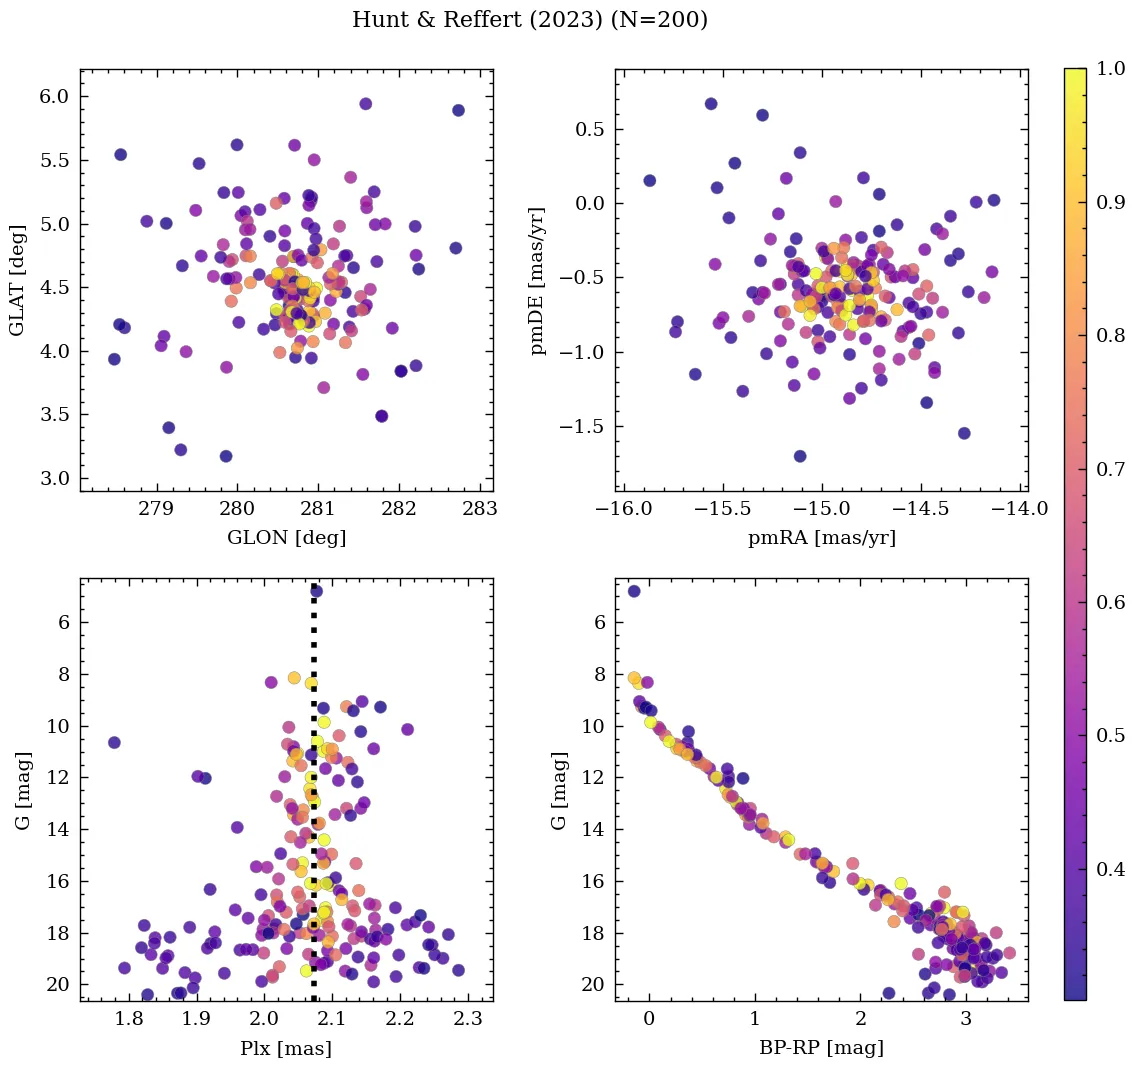 Hunt & Reffert (2023) (N=200)
6.0
5.5
5.0
4.5
4.0
3.5
3.0
GLAT [deg]
279 280 281 282 283
GLON [deg]
0.5
0.0
−0.5
−1.0
−1.5
pmDE [mas/yr]
−16.0 −15.5 −15.0 −14.5 −14.0
pmRA [mas/yr]
1.0
0.9
0.8
0.7
0.6
0.5
0.4
6
8
10
12
14
16
18
20
G [mag]
1.8 1.9 2.0 2.1 2.2 2.3
Plx [mas]
6
8
10
12
14
16
18
20
G [mag]
0 1 2 3
BP-RP [mag]